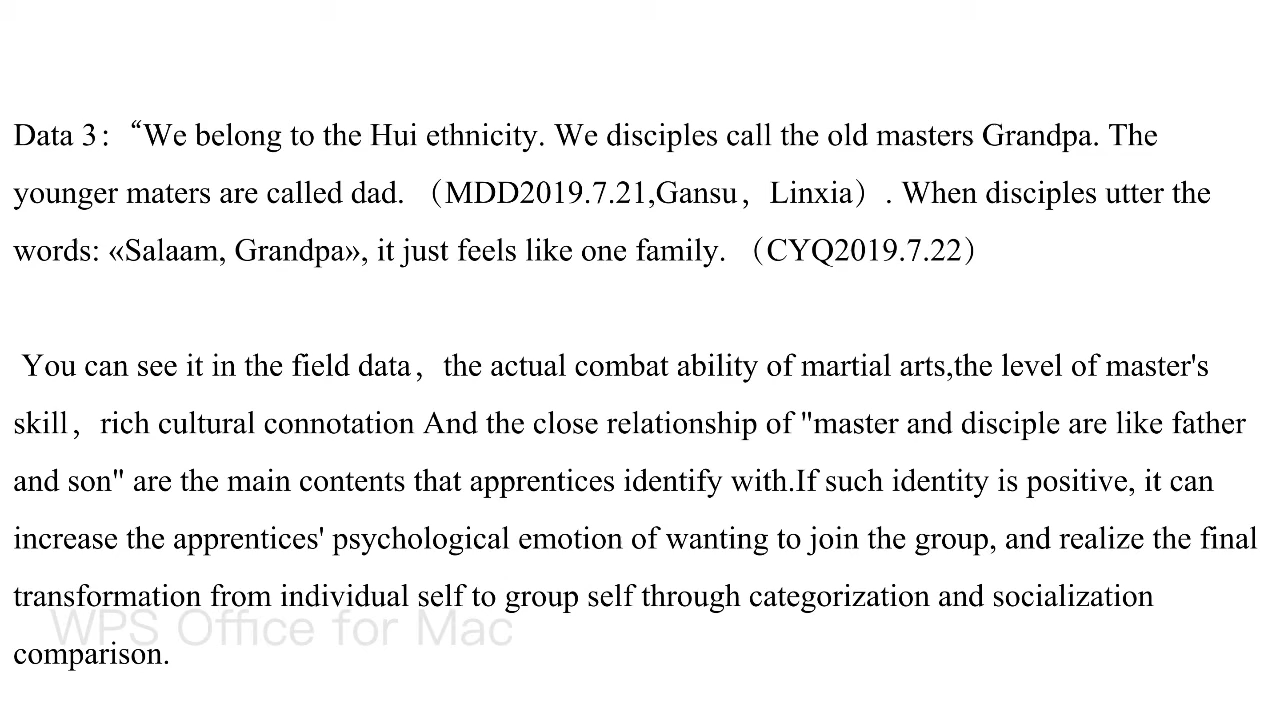 Data 3：“We belong to the Hui ethnicity. We disciples call the old masters Grandpa. The
younger maters are called dad. （MDD2019.7.21,Gansu，Linxia）. When disciples utter the
words: «Salaam, Grandpa», it just feels like one family. （CYQ2019.7.22）
You can see it in the field data，the actual combat ability of martial arts,the level of master's
skill，rich cultural connotation And the close relationship of "master and disciple are like father
and son" are the main contents that apprentices identify with.If such identity is positive, it can
increase the apprentices' psychological emotion of wanting to join the group, and realize the final
transformation from individual self to group self through categorization and socialization
WPS Office for Mac
comparison.